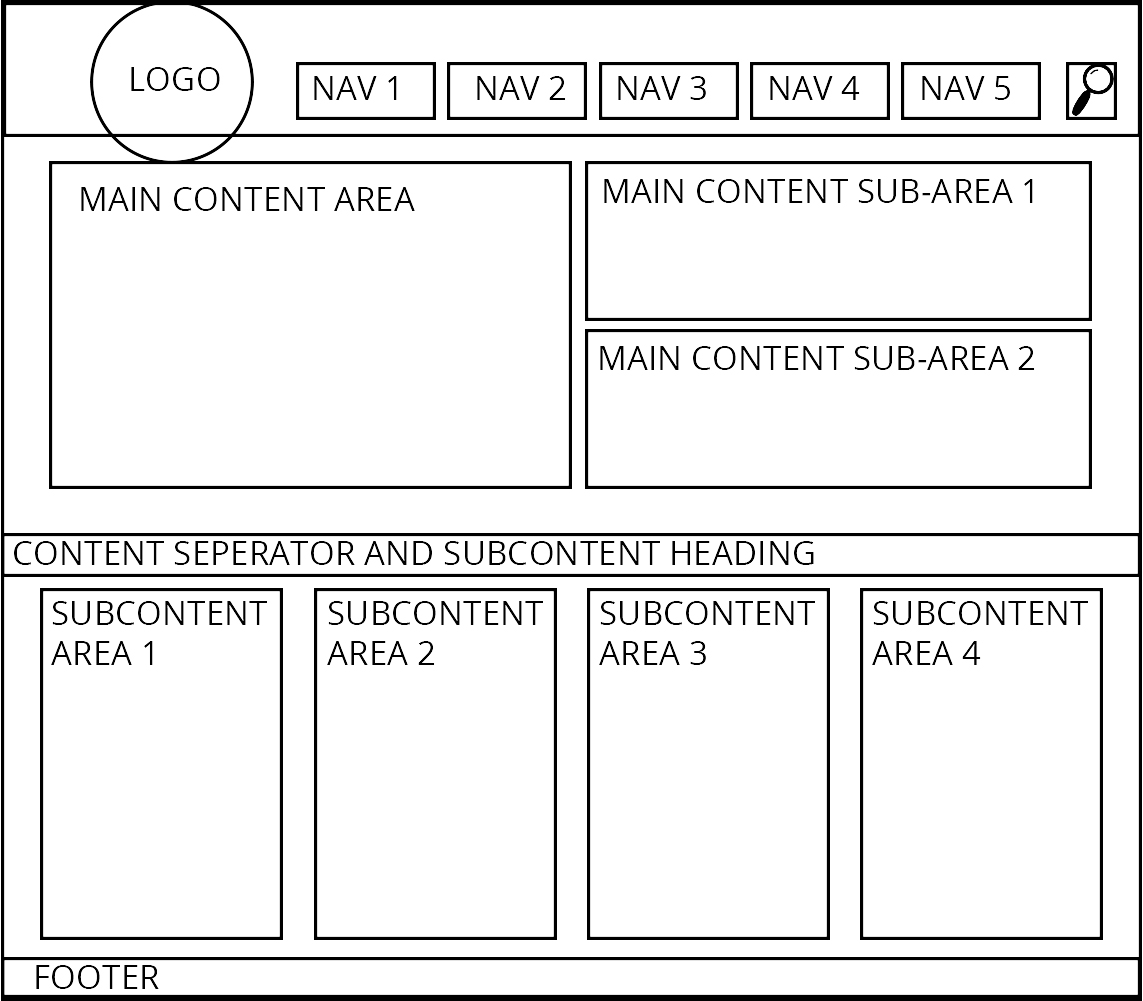 LOGO
NAV 1
NAV 2
NAV 3
NAV 4
NAV 5
MAIN CONTENT AREA
MAIN CONTENT SUB-AREA 1
MAIN CONTENT SUB-AREA 2
CONTENT SEPERATOR AND SUBCONTENT HEADING
SUBCONTENT
AREA 1
SUBCONTENT
AREA 2
SUBCONTENT
AREA 3
SUBCONTENT
AREA 4
FOOTER